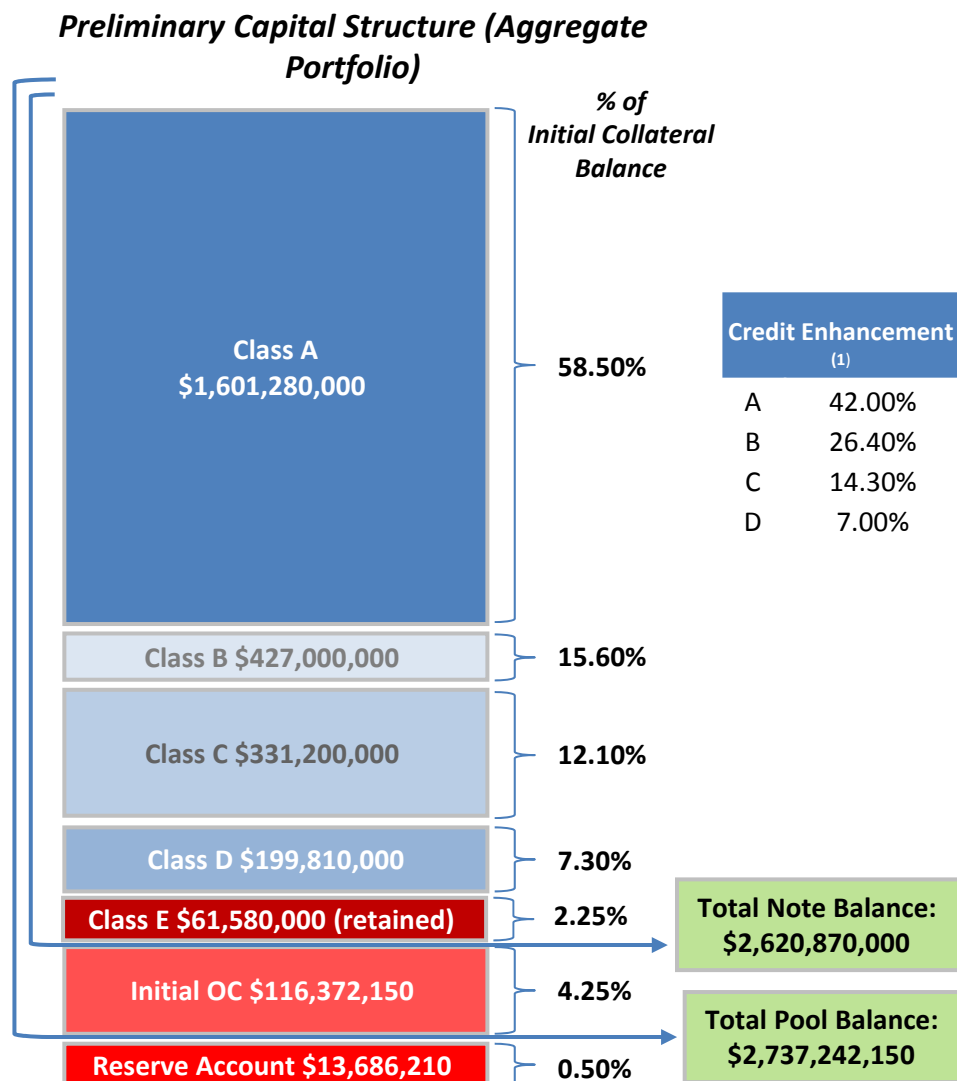 Preliminary Capital Structure (Aggregate
Portfolio)
% of
Initial Collateral
Balance
Class A
$1,601,280,000
58.50%
Credit Enhancement
(1)
A 42.00%
B 26.40%
C 14.30%
D 7.00%
Class B $427,000,000
15.60%
Class C $331,200,000
12.10%
Class D $199,810,000
7.30%
Class E $61,580,000 (retained)
2.25%
Total Note Balance:
$2,620,870,000
Initial OC $116,372,150
4.25%
Total Pool Balance:
$2,737,242,150
Reserve Account $13,686,210
0.50%